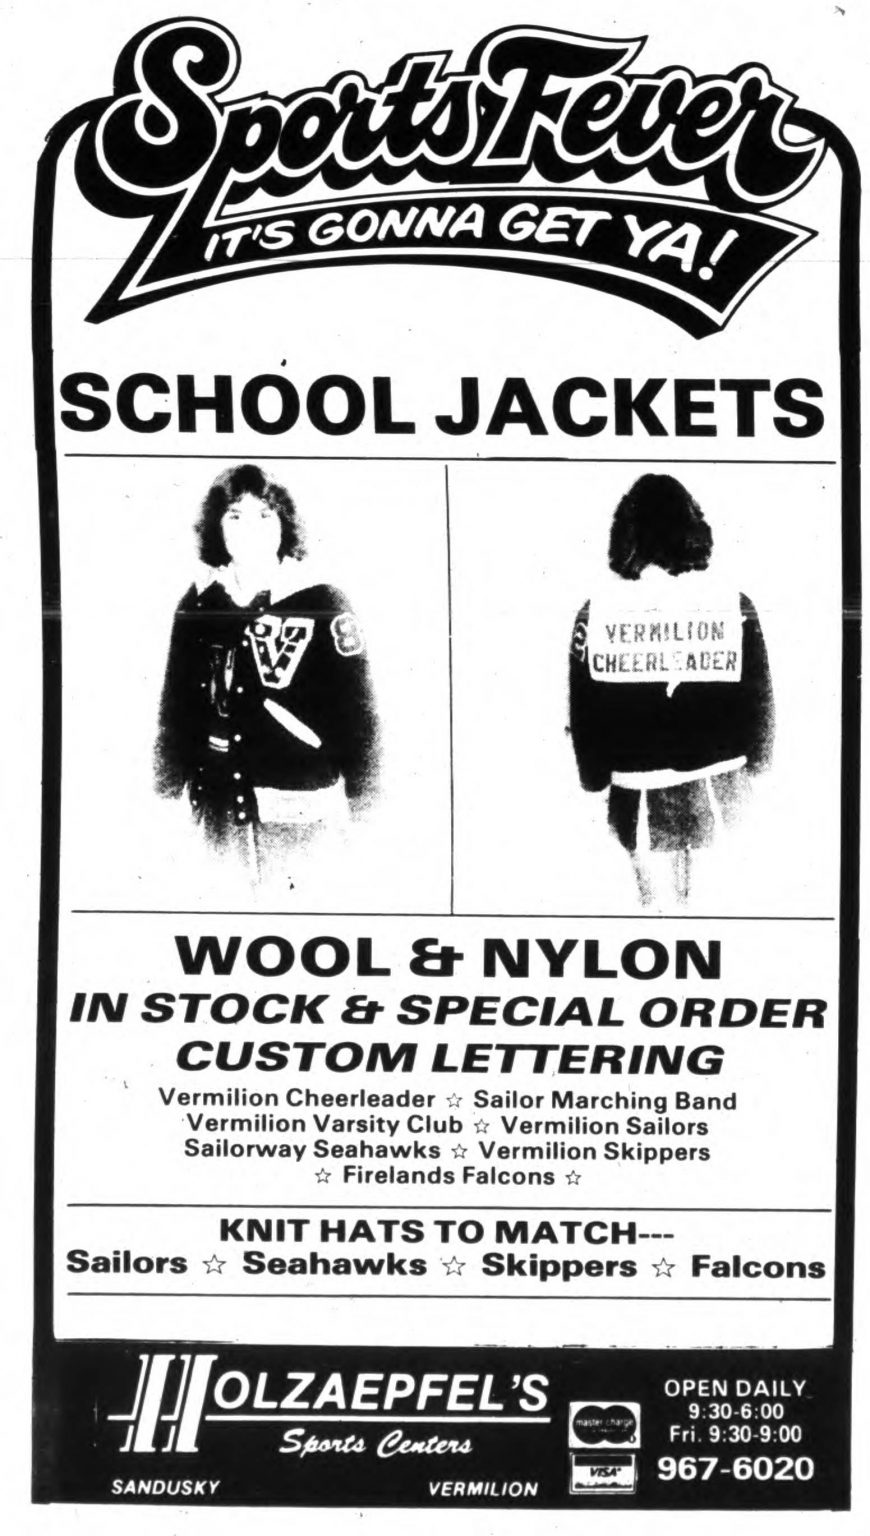 Sports Fever
IT'S GONNA GET YA!
SCHOOL JACKETS
V
8
VERMILION
CHEERLEADER
WOOL & NYLON
IN STOCK & SPECIAL ORDER
CUSTOM LETTERING
Vermilion Cheerleader ☆ Sailor Marching Band
Vermilion Varsity Club ☆ Vermilion Sailors
Sailorway Seahawks ☆ Vermilion Skippers
☆ Firelands Falcons ☆
KNIT HATS TO MATCH---
Sailors ☆ Seahawks ☆ Skippers ☆ Falcons
HOLZAEPFEL'S
Sports Centers
SANDUSKY
VERMILION
master charge
VISA
OPEN DAILY
9:30-6:00
Fri. 9:30-9:00
967-6020